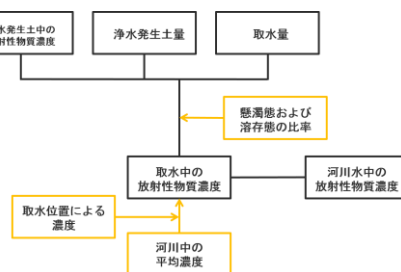 水発生土中の
射性物質濃度
浄水発生土量
取水量
懸濁態および
溶存態の比率
取水中の
放射性物質濃度
河川水中の
放射性物質濃度
取水位置による
濃度
河川中の
平均濃度